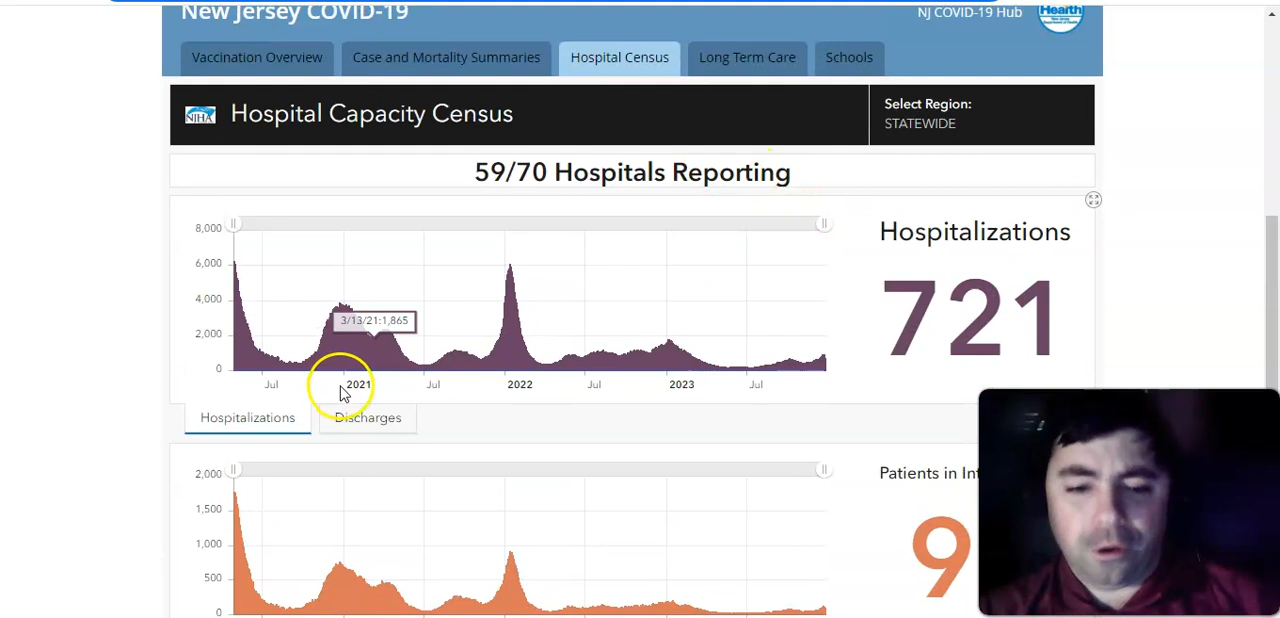 New Jersey COVID-19
NJ COVID-19 Hub
Health
Vaccination Overview
Case and Mortality Summaries
Hospital Census
Long Term Care
Schools
NJHA
Hospital Capacity Census
Select Region:
STATEWIDE
59/70 Hospitals Reporting
8,000
6,000
4,000
2,000
0
3/13/21:1,865
Jul
2021
Jul
2022
Jul
2023
Jul
Hospitalizations
721
Hospitalizations
Discharges
2,000
1,500
1,000
500
0
Patients in
9